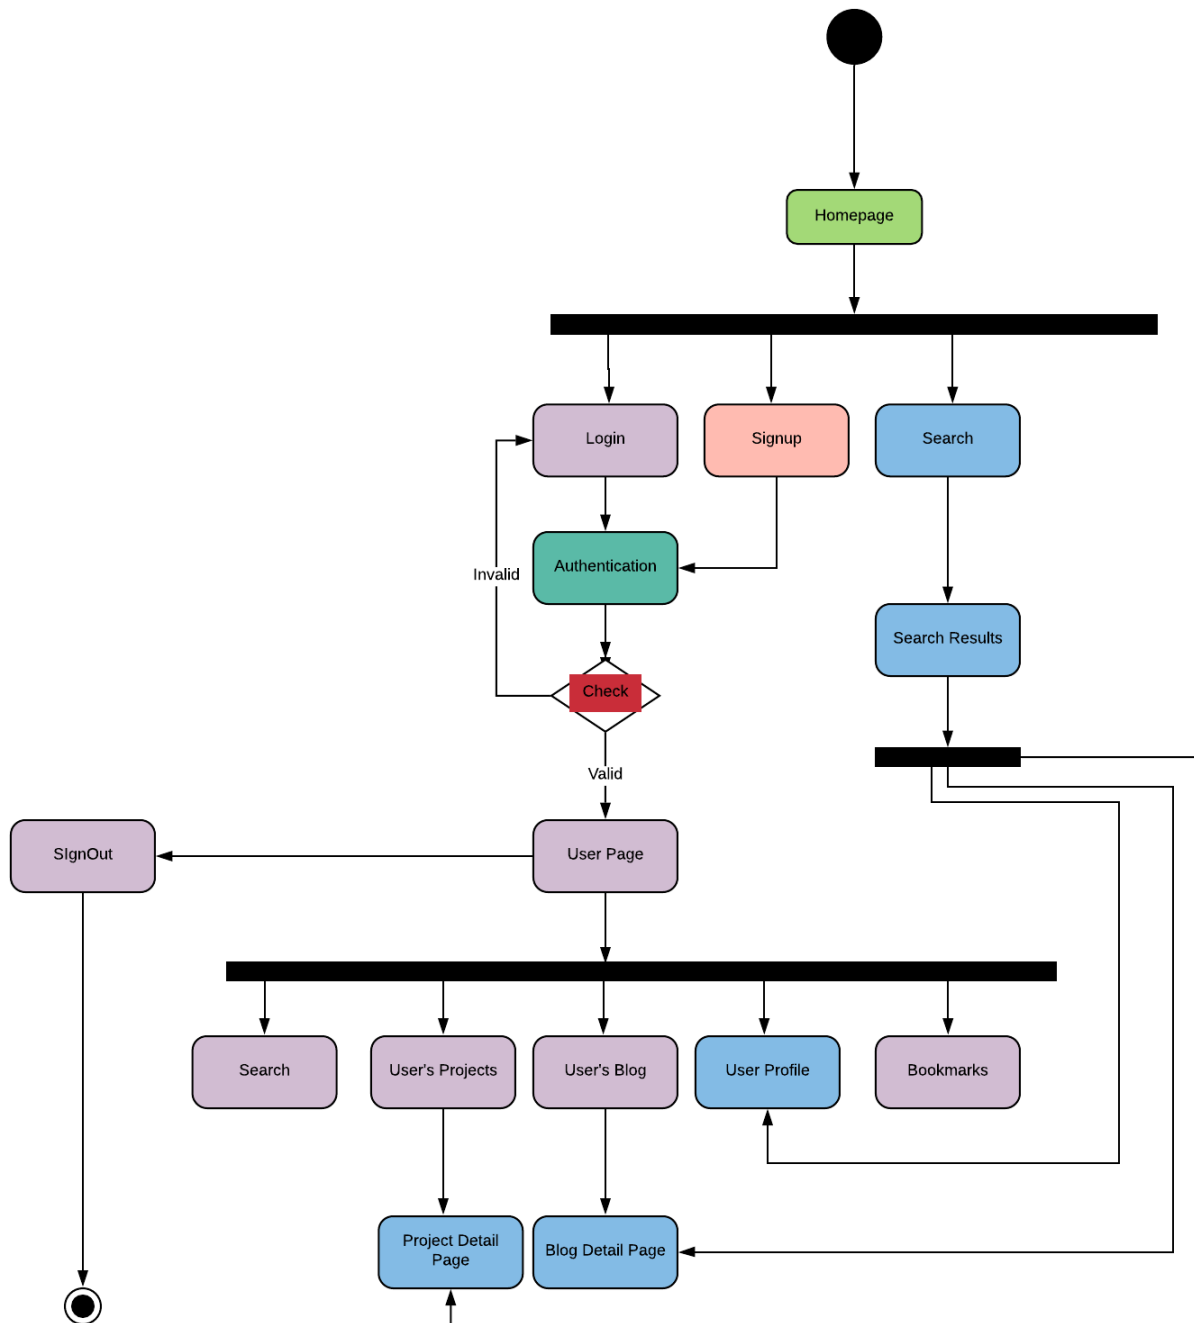 Homepage
Login
Signup
Search
Authentication
Invalid
Search Results
Check
Valid
SIgnOut
User Page
Search
User's Projects
User's Blog
User Profile
Bookmarks
Project Detail
Page
Blog Detail Page